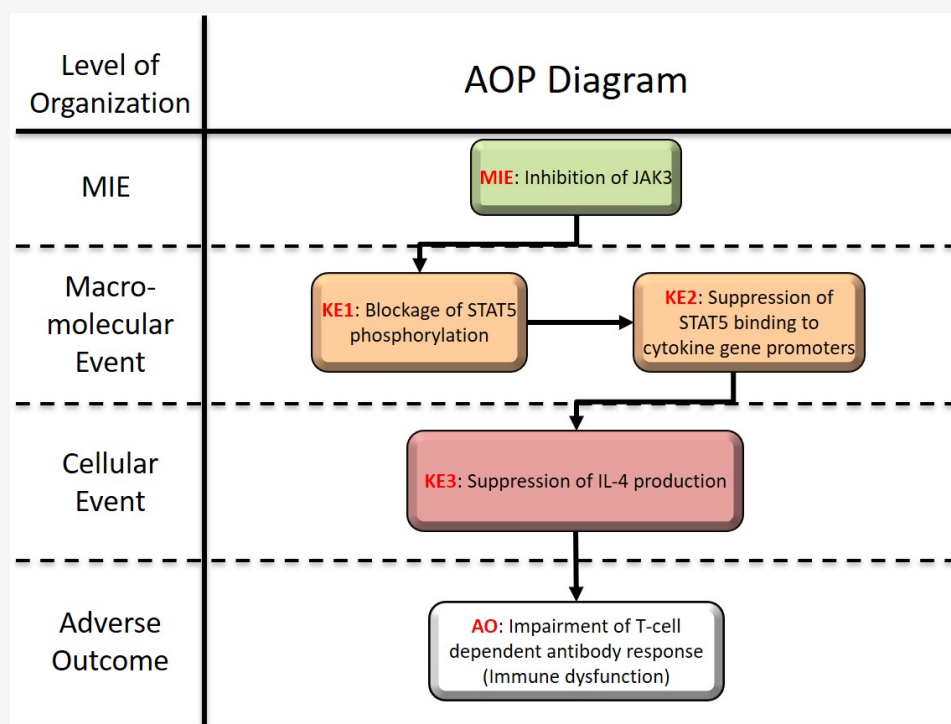 Level of
Organization
AOP Diagram
MIE
MIE: Inhibition of JAK3
Macro-
molecular
Event
KE1: Blockage of STAT5
phosphorylation
KE2: Suppression of
STAT5 binding to
cytokine gene promoters
Cellular
Event
KE3: Suppression of IL-4 production
Adverse
Outcome
AO: Impairment of T-cell
dependent antibody response
(Immune dysfunction)